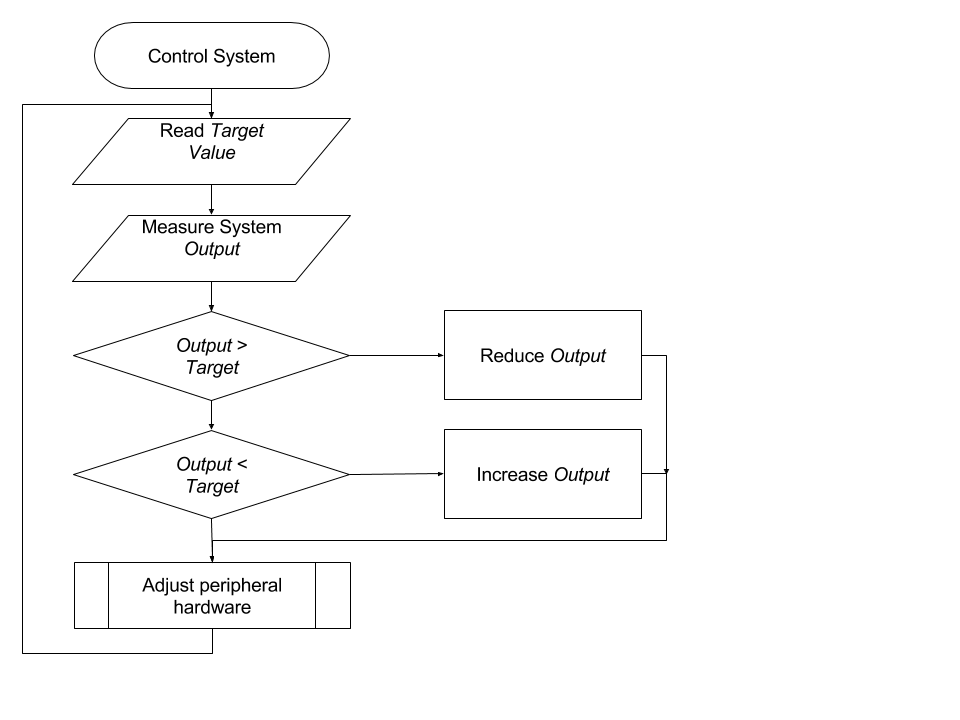 Control System
Read Target
Value
Measure System
Output
Output >
Target
Reduce Output
Output <
Target
Increase Output
Adjust peripheral
hardware